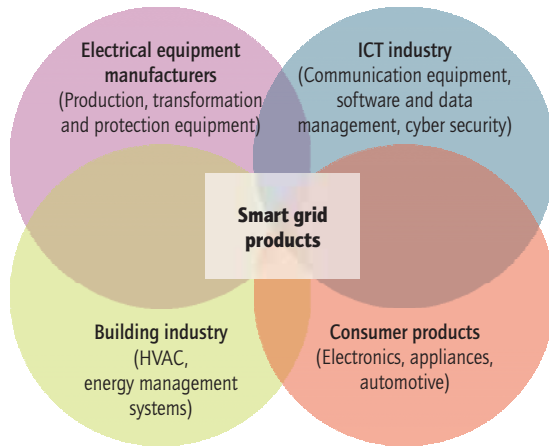 Electrical equipment
manufacturers
(Production, transformation
and protection equipment)
ICT industry
(Communication equipment,
software and data
management, cyber security)
Smart grid
products
Building industry
(HVAC,
energy management
systems)
Consumer products
(Electronics, appliances,
automotive)